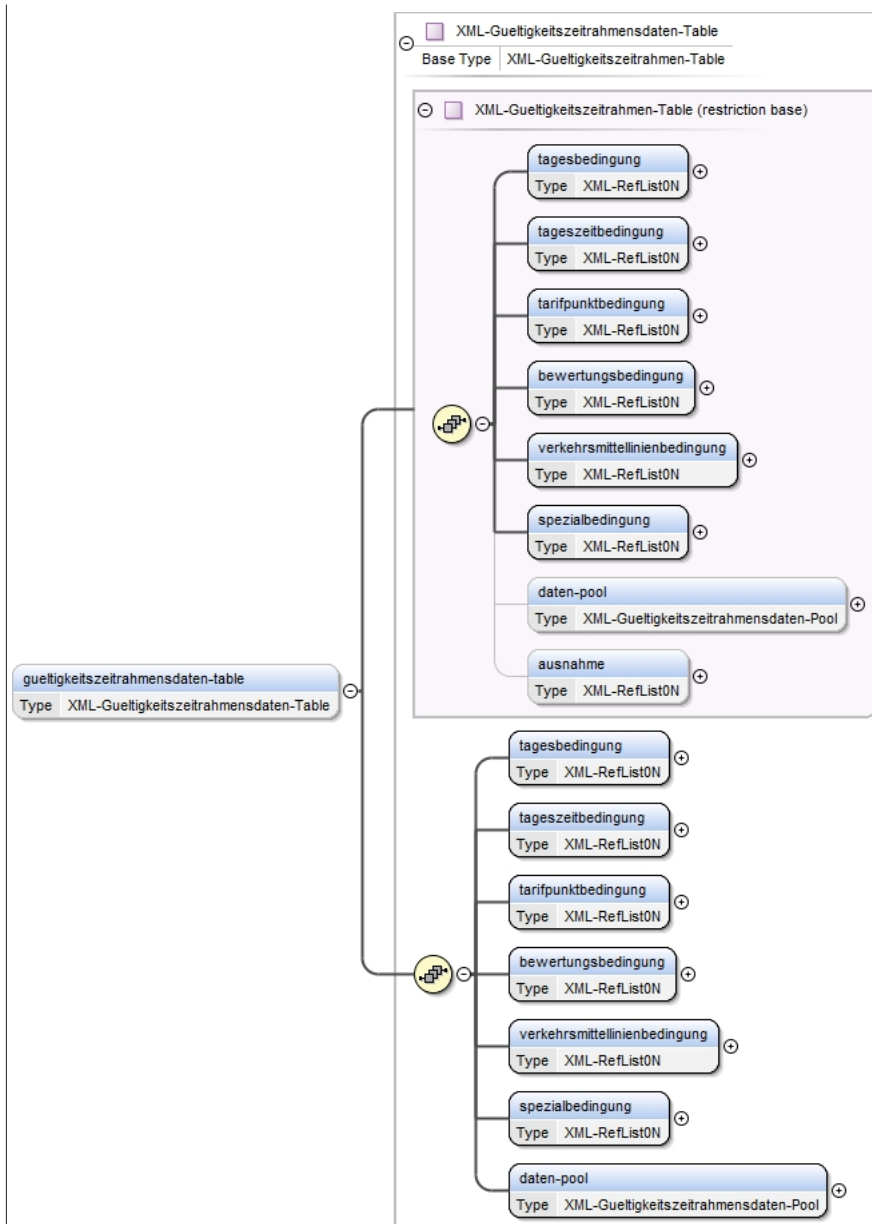 XML-Gueltigkeitszeitrahmensdaten-Table
Base Type XML-Gueltigkeitszeitrahmen-Table
XML-Gueltigkeitszeitrahmen-Table (restriction base)
tagesbedingung
Type XML-RefList0N
tageszeitbedingung
Type XML-RefList0N
tarifpunktbedingung
Type XML-RefList0N
bewertungsbedingung
Type XML-RefList0N
verkehrsmittellinienbedingung
Type XML-RefList0N
spezialbedingung
Type XML-RefList0N
daten-pool
Type XML-Gueltigkeitszeitrahmensdaten-Pool
ausnahme
Type XML-RefList0N
gueltigkeitszeitrahmensdaten-table
Type XML-Gueltigkeitszeitrahmensdaten-Table
tagesbedingung
Type XML-RefList0N
tageszeitbedingung
Type XML-RefList0N
tarifpunktbedingung
Type XML-RefList0N
bewertungsbedingung
Type XML-RefList0N
verkehrsmittellinienbedingung
Type XML-RefList0N
spezialbedingung
Type XML-RefList0N
daten-pool
Type XML-Gueltigkeitszeitrahmensdaten-Pool